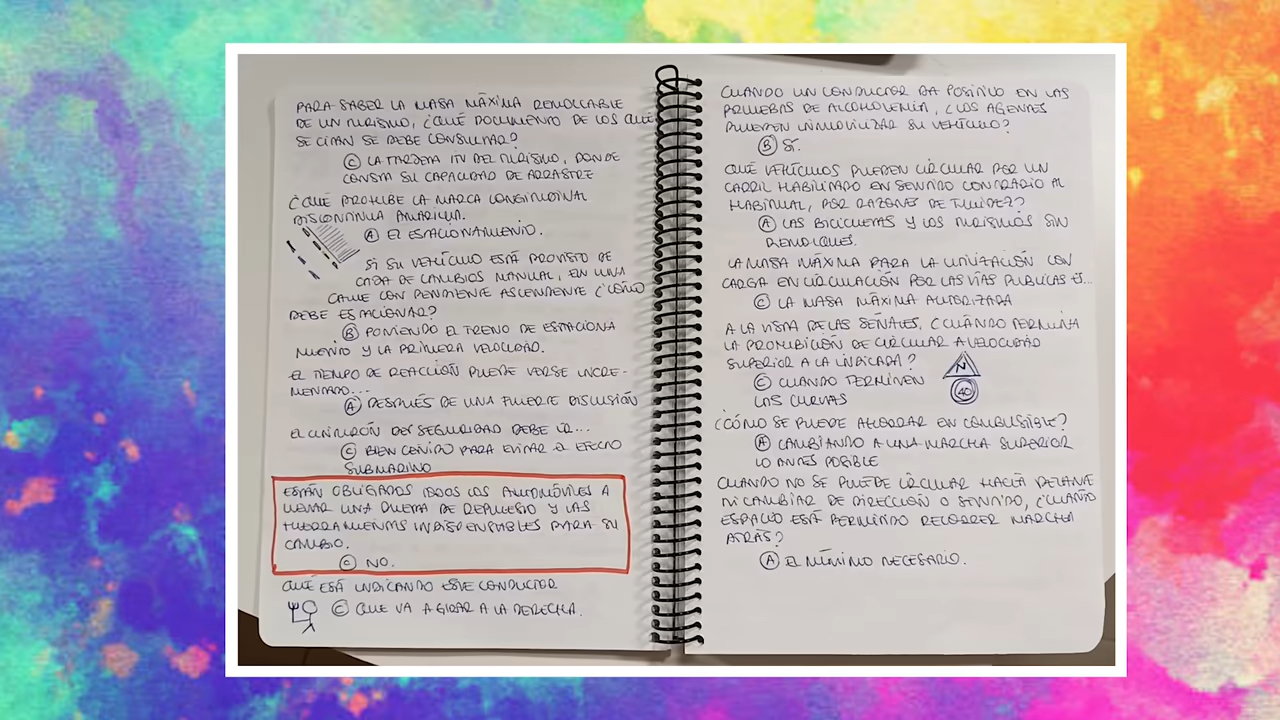 PARA SABER LA MASA MÁXIMA REMOLCABLE
DE UN TURISMO, ¿QUÉ DOCUMENTO DE LOS QUE
SE CITAN SE DEBE CONSULTAR?
C LA TARJETA ITV DEL TURISMO, DONDE
CONSTA SU CAPACIDAD DE ARRASTRE
¿QUÉ PROHIBE LA MARCA LONGITUDINAL
DISCONTINUA AMARILLA.
A EL ESTACIONAMIENTO.
SI SU VEHÍCULO ESTÁ PROVISTO DE
CAJA DE CAMBIOS MANUAL, EN UNA
CALLE CON PENDIENTE ASCENDENTE ¿CÓMO
DEBE ESTACIONAR?
B PONIENDO EL FRENO DE ESTACIONA
MIENTO Y LA PRIMERA VELOCIDAD.
EL TIEMPO DE REACCIÓN PUEDE VERSE INCRE-
MENTADO...
A DESPUÉS DE UNA FUERTE DISCUSIÓN
EL CINTURÓN DE SEGURIDAD DEBE IR...
C BIEN CEÑIDO PARA EVITAR EL EFECTO
SUBMARINO
ESTÁN OBLIGADOS TODOS LOS AUTOMÓVILES A
LLEVAR UNA RUEDA DE REPUESTO Y LAS
HERRAMIENTAS INDISPENSABLES PARA SU
CAMBIO.
C NO.
QUÉ ESTÁ INDICANDO ESTE CONDUCTOR
C QUE VA A GIRAR A LA DERECHA.
CUANDO UN CONDUCTOR DA POSITIVO EN LAS
PRUEBAS DE ALCOHOLEMIA, ¿LOS AGENTES
PUEDEN INMOVILIZAR SU VEHÍCULO?
B SÍ.
QUÉ VEHÍCULOS PUEDEN CIRCULAR POR UN
CARRIL HABILITADO EN SENTIDO CONTRARIO AL
HABITUAL, POR RAZONES DE FLUIDEZ?
A LAS BICICLETAS Y LOS TURISMOS SIN
REMOLQUES.
LA MASA MÁXIMA PARA LA UTILIZACIÓN CON
CARGA EN CIRCULACIÓN POR LAS VÍAS PUBLICAS ES...
C LA MASA MÁXIMA AUTORIZADA
A LA VISTA DE LAS SEÑALES, ¿CUÁNDO TERMINA
LA PROHIBICIÓN DE CIRCULAR A VELOCIDAD
SUPERIOR A LA INDICADA?
C CUANDO TERMINEN
LAS CURVAS
40
¿CÓMO SE PUEDE AHORRAR EN COMBUSTIBLE?
A CAMBIANDO A UNA MARCHA SUPERIOR
LO ANTES POSIBLE
CUANDO NO SE PUEDE CIRCULAR HACIA DELANTE
NI CAMBIAR DE DIRECCIÓN O SENTIDO, ¿CUÁNTO
ESPACIO ESTÁ PERMITIDO RECORRER MARCHA
ATRÁS?
A EL MÍNIMO NECESARIO.